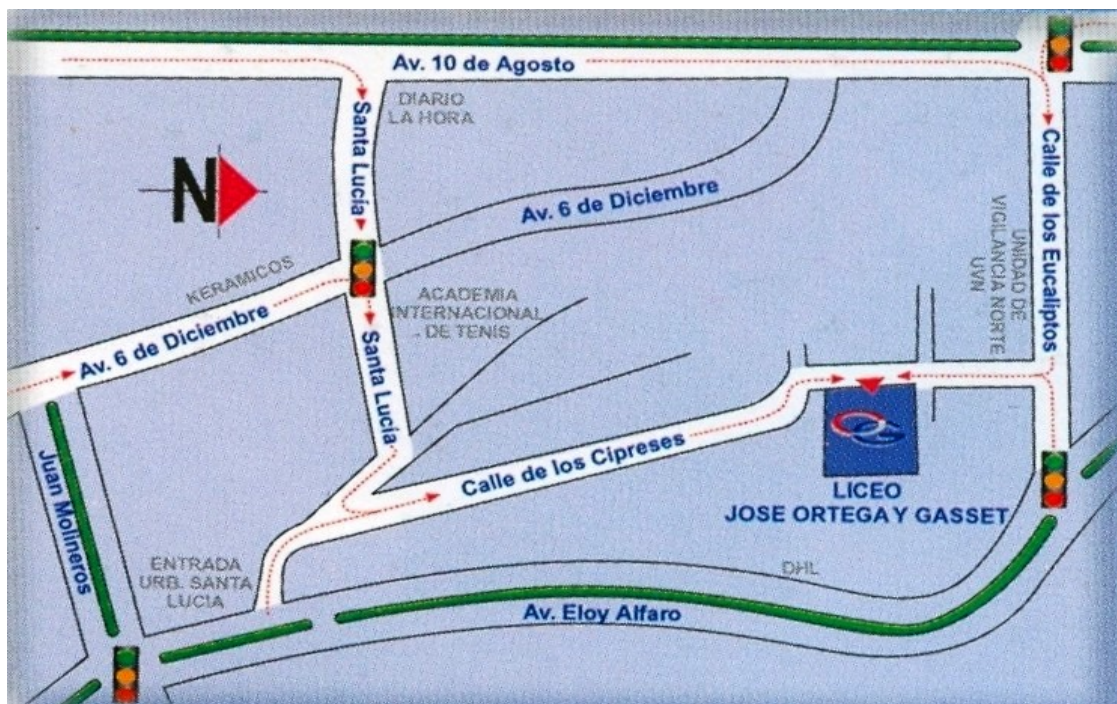 Av. 10 de Agosto
DIARIO
LA HORA
Santa Lucía
N
Av. 6 de Diciembre
Calle de los Eucaliptos
UNIDAD DE
VIGILANCIA NORTE
UVN
KERAMICOS
ACADEMIA
INTERNACIONAL
DE TENIS
Av. 6 de Diciembre
Santa Lucía
Calle de los Cipreses
LICEO
JOSE ORTEGA Y GASSET
Juan Molineros
ENTRADA
URB. SANTA
LUCIA
DHL
Av. Eloy Alfaro